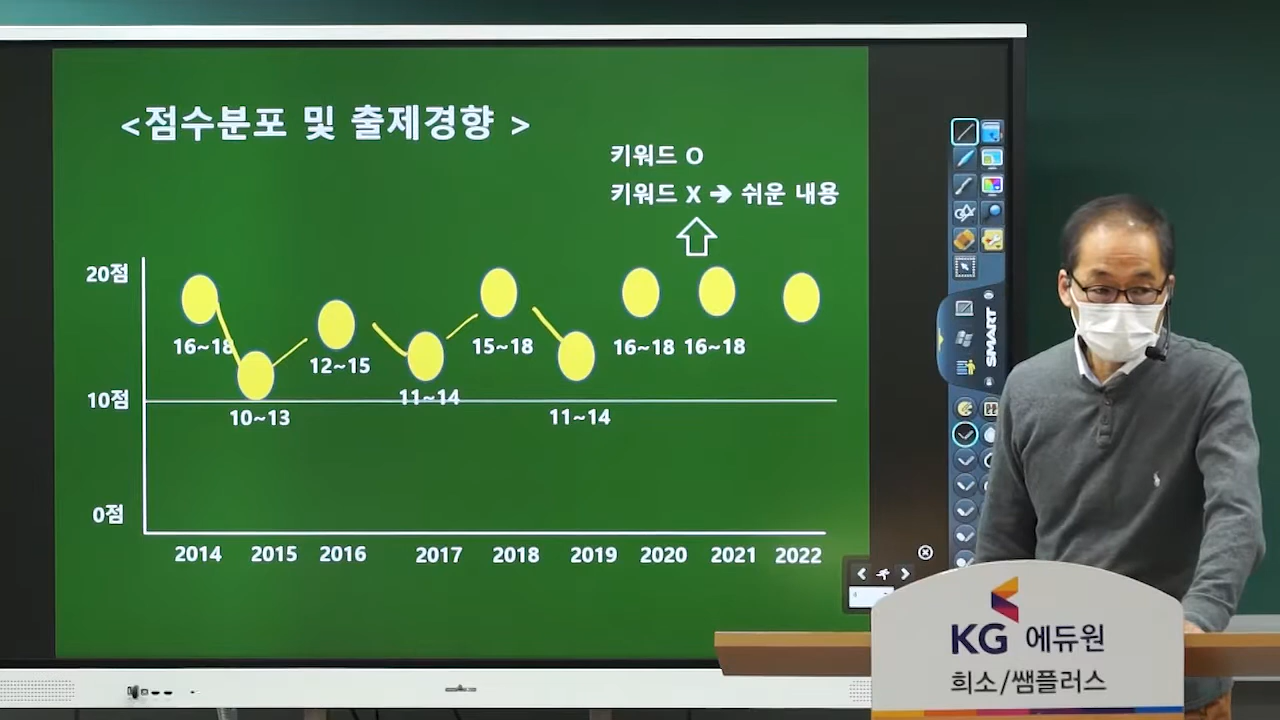 <점수분포 및 출제경향 >
키워드 O
키워드 X → 쉬운 내용
20점
16~18
12~15
15~18
16~18
16~18
10점
11~14
10~13
11~14
0점
2014
2015
2016
2017
2018
2019
2020
2021
2022
SMART
KG 에듀원
희소/쌤플러스